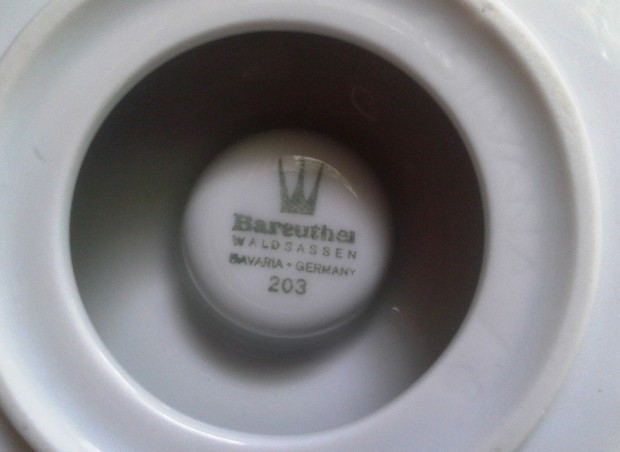 Bareuther
WALDSASSEN
BAVARIA - GERMANY
203